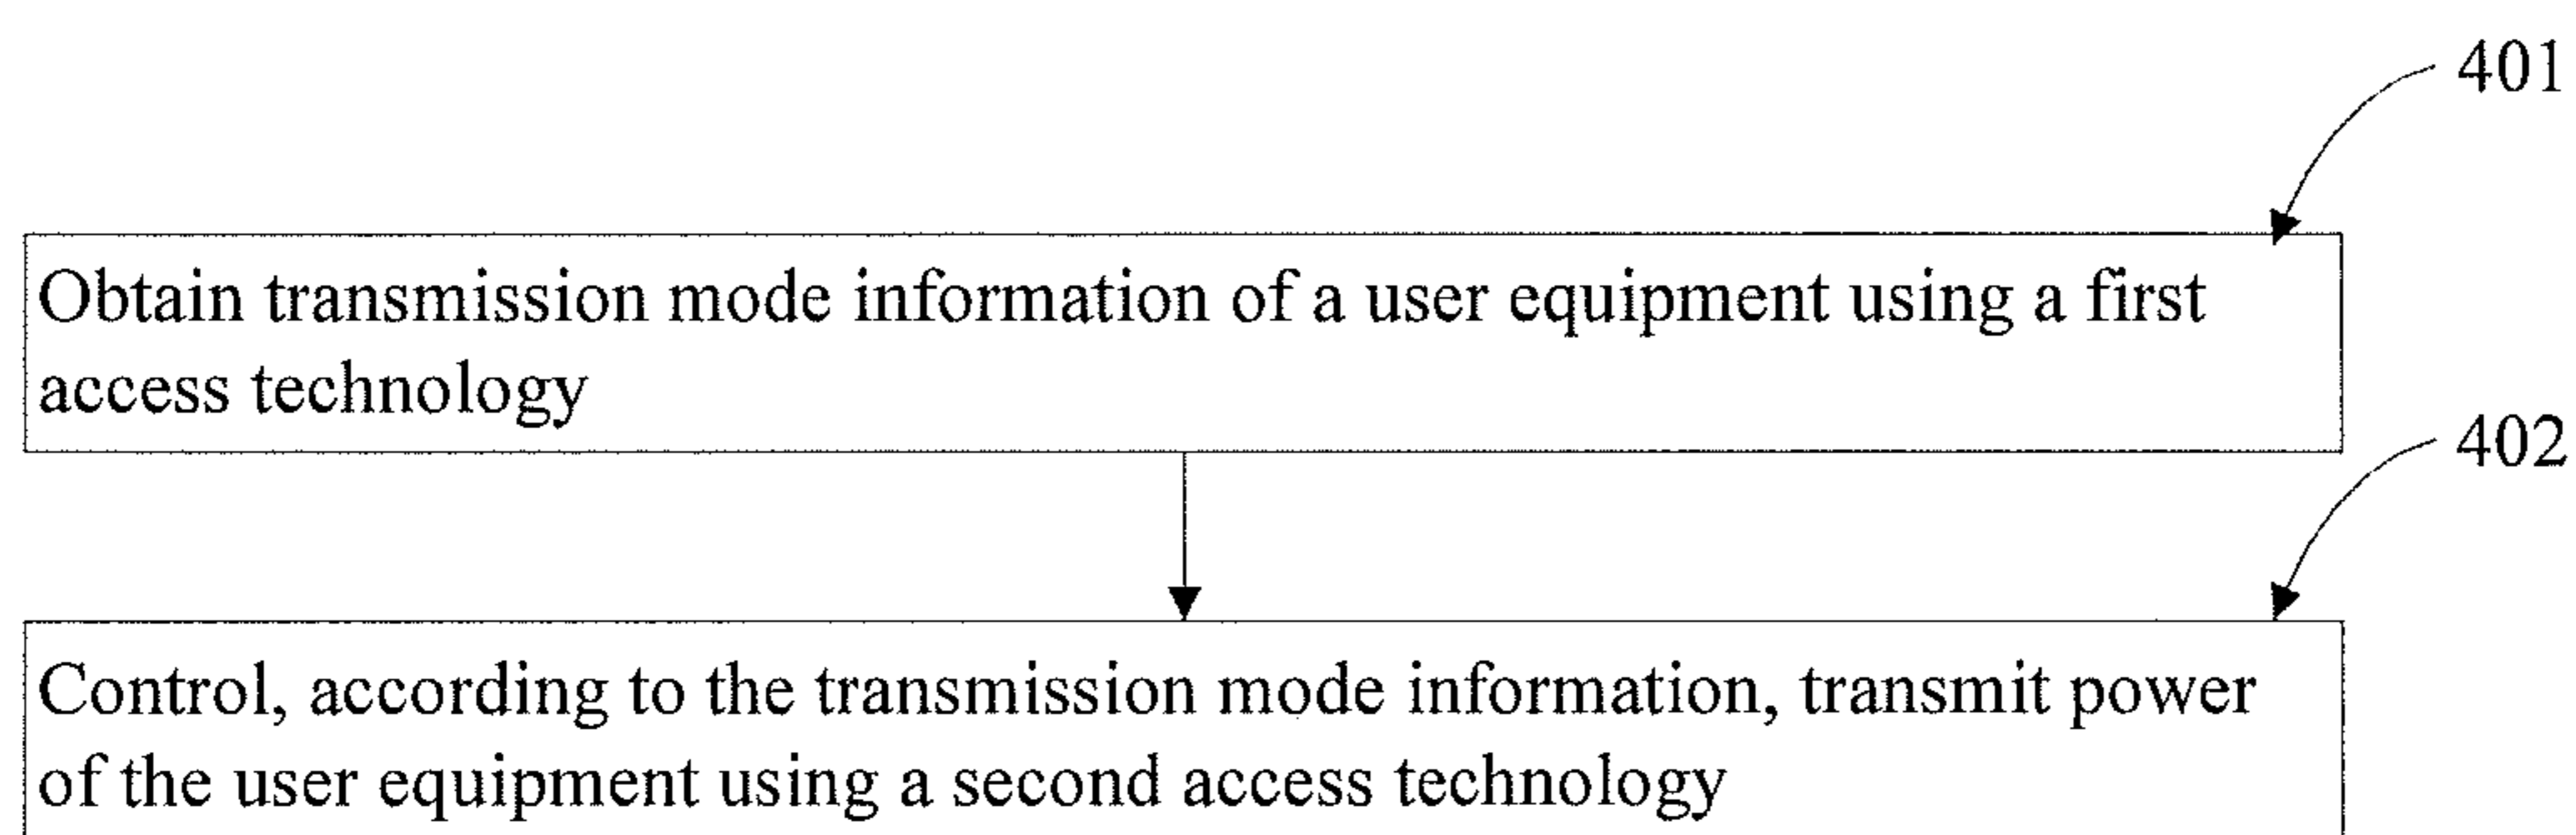 401
Obtain transmission mode information of a user equipment using a first
access technology
402
Control, according to the transmission mode information, transmit power
of the user equipment using a second access technology